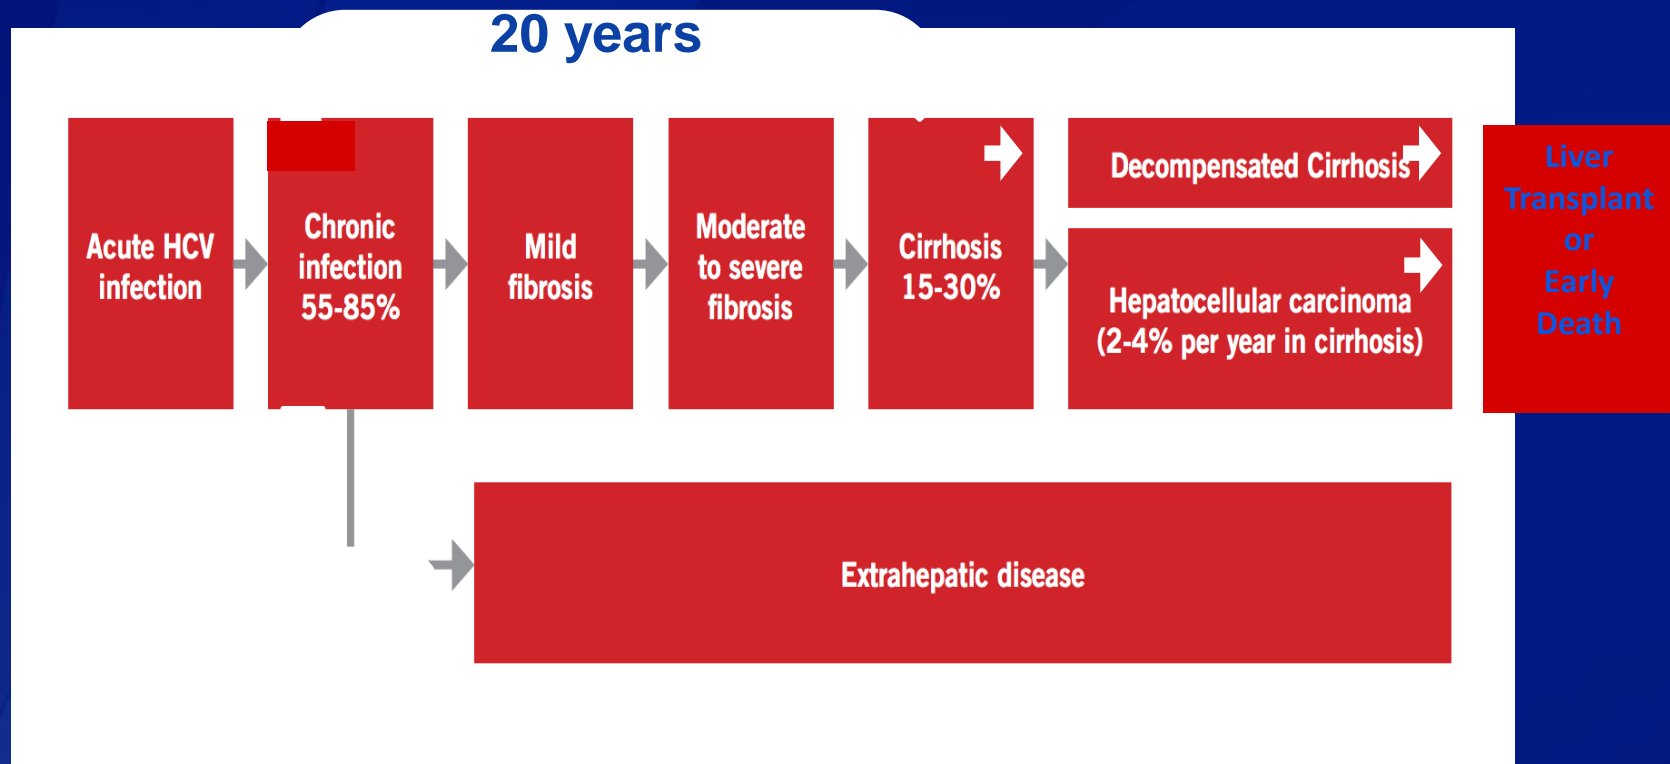 20 years
Acute HCV
infection
Chronic
infection
55-85%
Mild
fibrosis
Moderate
to severe
fibrosis
Cirrhosis
15-30%
Decompensated Cirrhosis
Hepatocellular carcinoma
(2-4% per year in cirrhosis)
Liver
Transplant
or
Early
Death
Extrahepatic disease